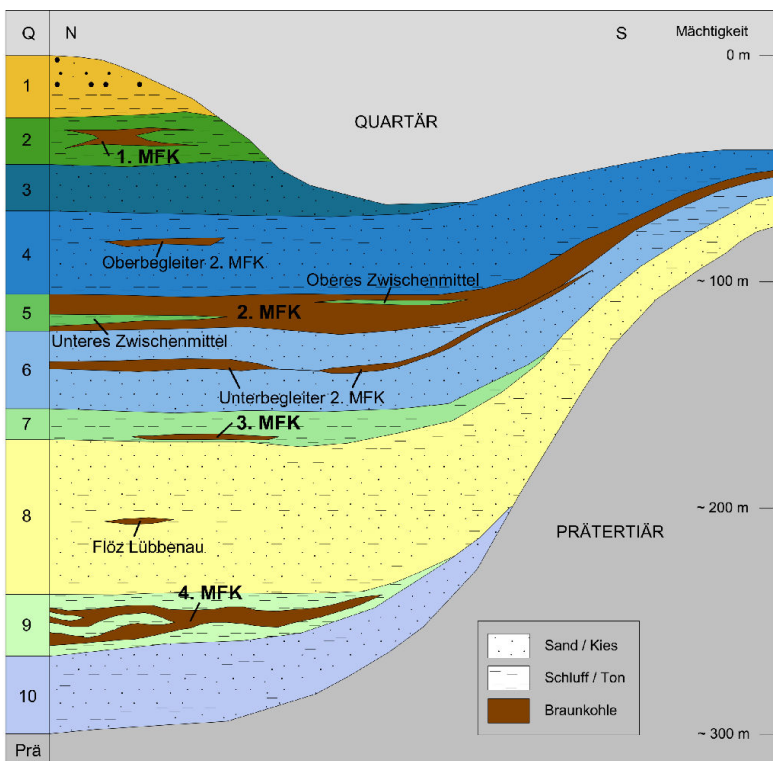 Q N S Mächtigkeit
0 m
1
QUARTÄR
2
1. MFK
3
4
Oberbegleiter 2. MFK
Oberes Zwischenmittel
~ 100 m
5
2. MFK
Unteres Zwischenmittel
6
Unterbegleiter 2. MFK
7
3. MFK
8
~ 200 m
Flöz Lübbenau
PRÄTERTIÄR
4. MFK
9
Sand / Kies
Schluff / Ton
10
Braunkohle
~ 300 m
Prä